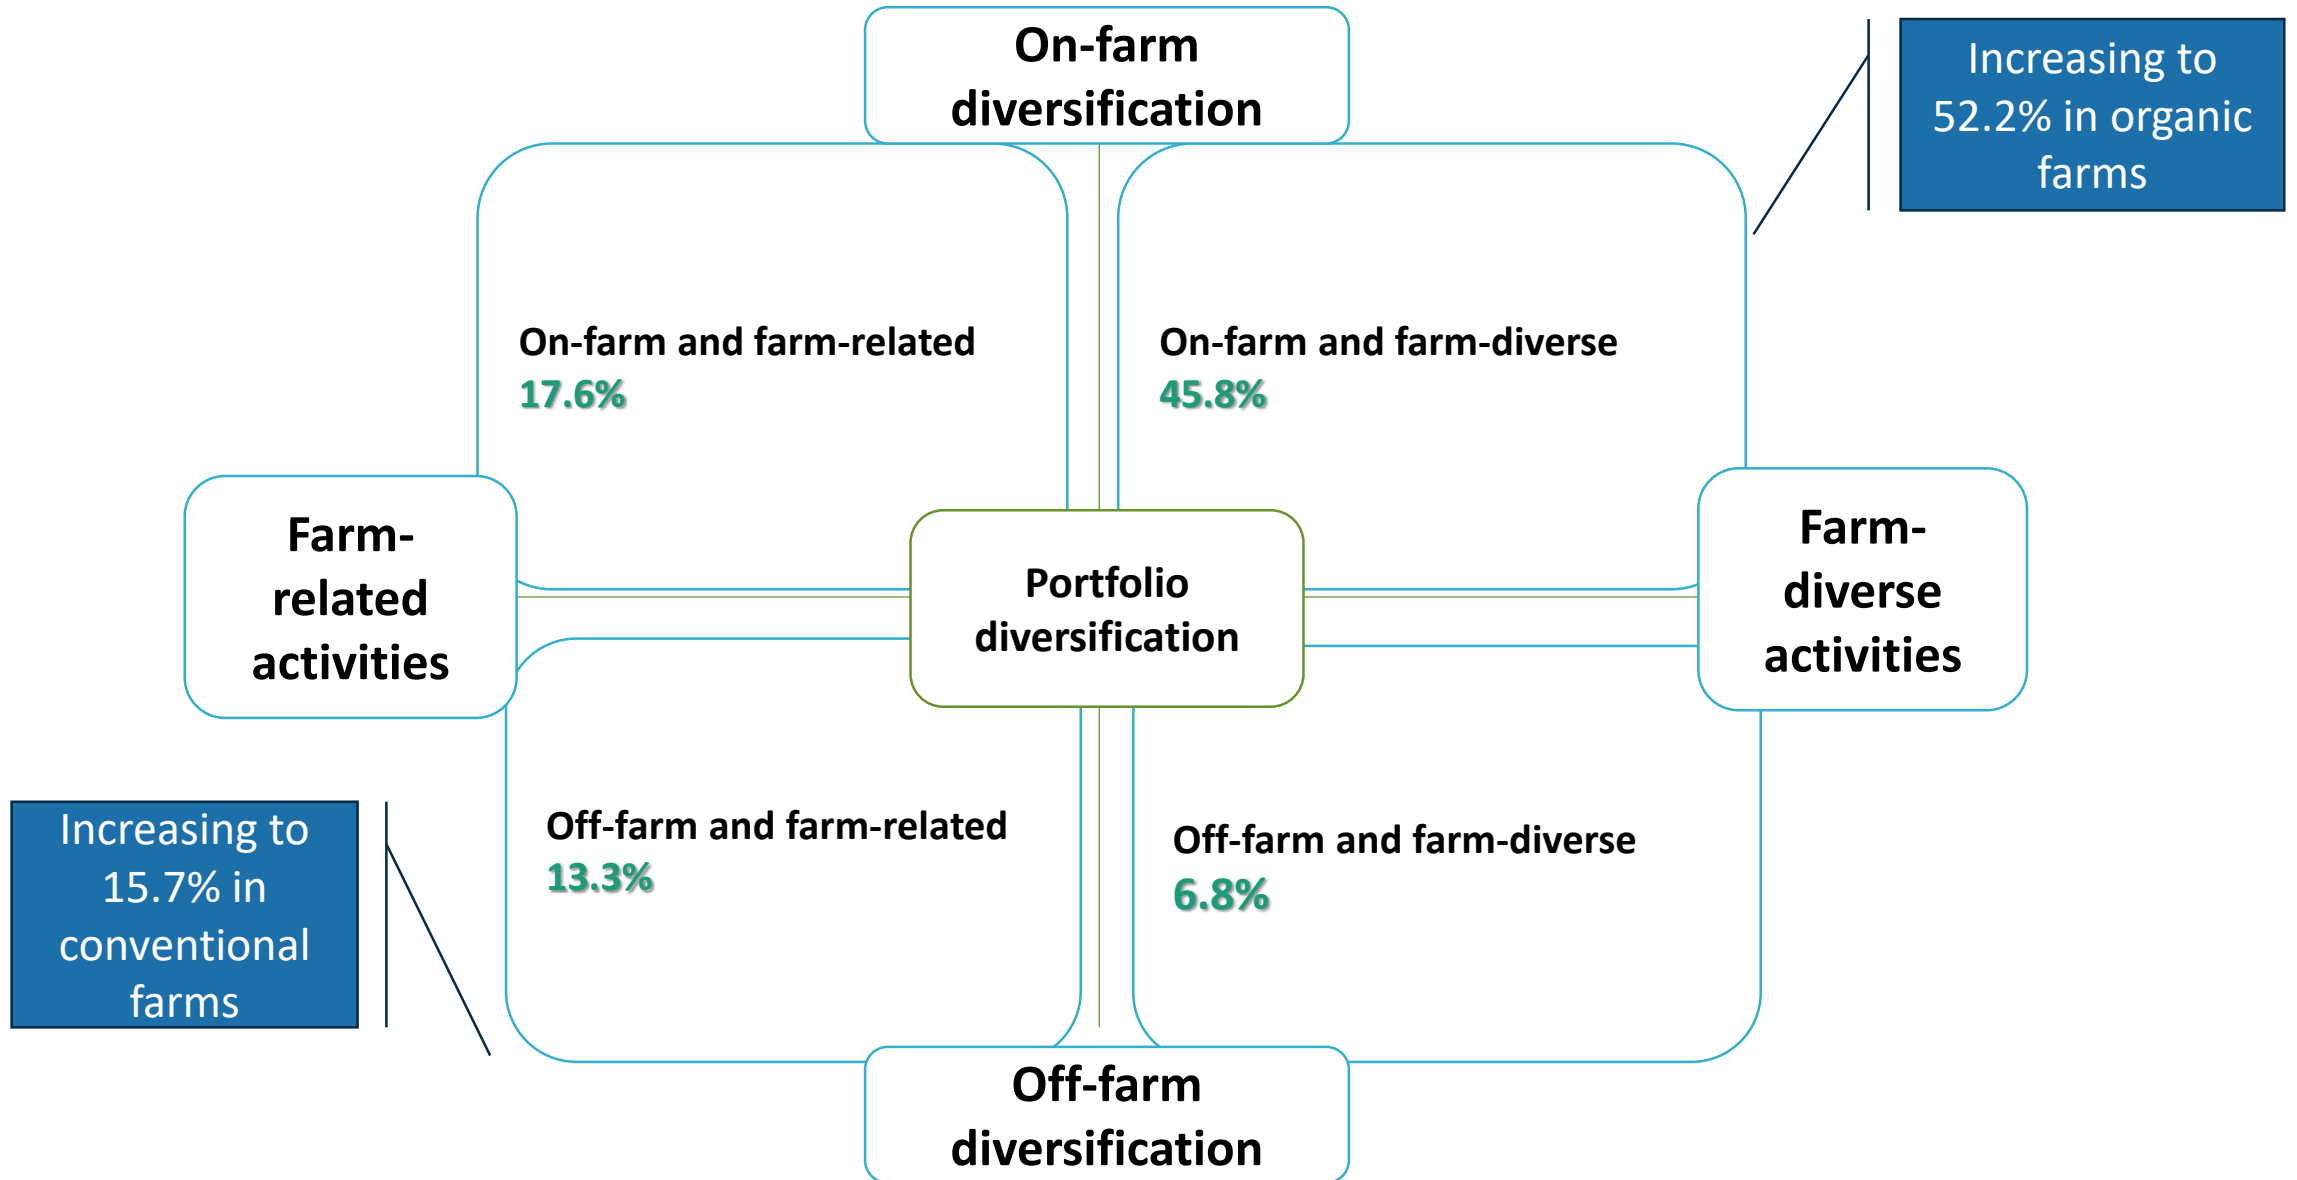 On-farm
diversification
Increasing to
52.2% in organic
farms
On-farm and farm-related
17.6%
On-farm and farm-diverse
45.8%
Farm-
related
activities
Portfolio
diversification
Farm-
diverse
activities
Increasing to
15.7% in
conventional
farms
Off-farm and farm-related
13.3%
Off-farm and farm-diverse
6.8%
Off-farm
diversification